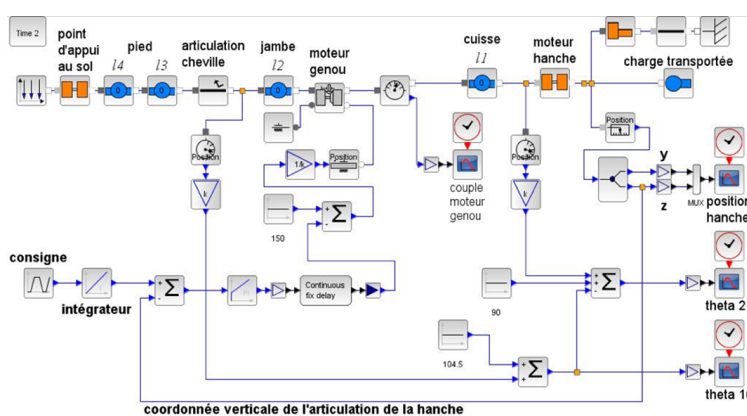 Time 2
point
d'appui
au sol
pied
l4
l3
articulation
cheville
jambe
l2
moteur
genou
cuisse
l1
moteur
hanche
charge transportée
Position
k
1/k
Position
150
couple
moteur
genou
Position
k
Position
y
z
MUX
position
hanche
consigne
intégrateur
Σ
Σ
Continuous
fix delay
90
Σ
theta 2
104.5
Σ
theta 1
coordonnée verticale de l'articulation de la hanche